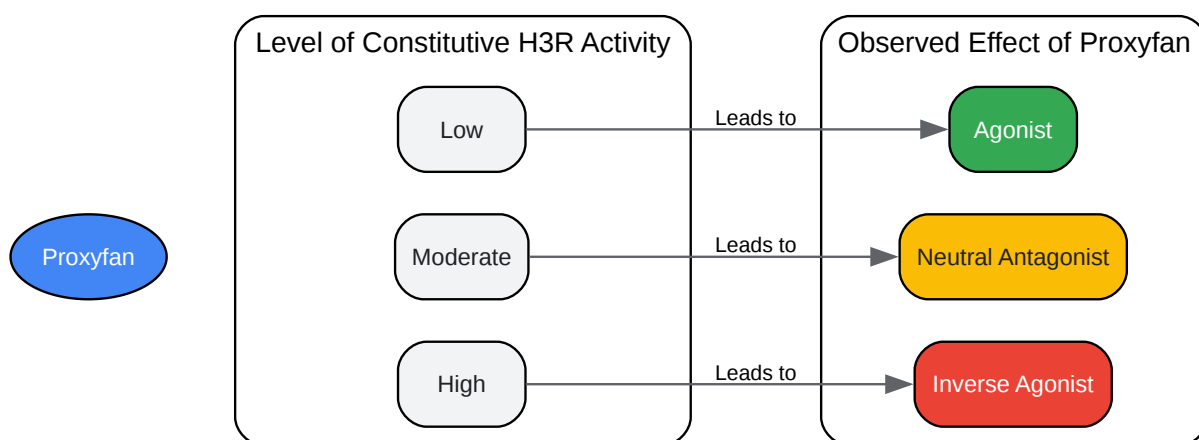 Level of Constitutive H3R Activity
Observed Effect of Proxyfan
Low
Leads to
Agonist
Proxyfan
Moderate
Leads to
Neutral Antagonist
High
Leads to
Inverse Agonist